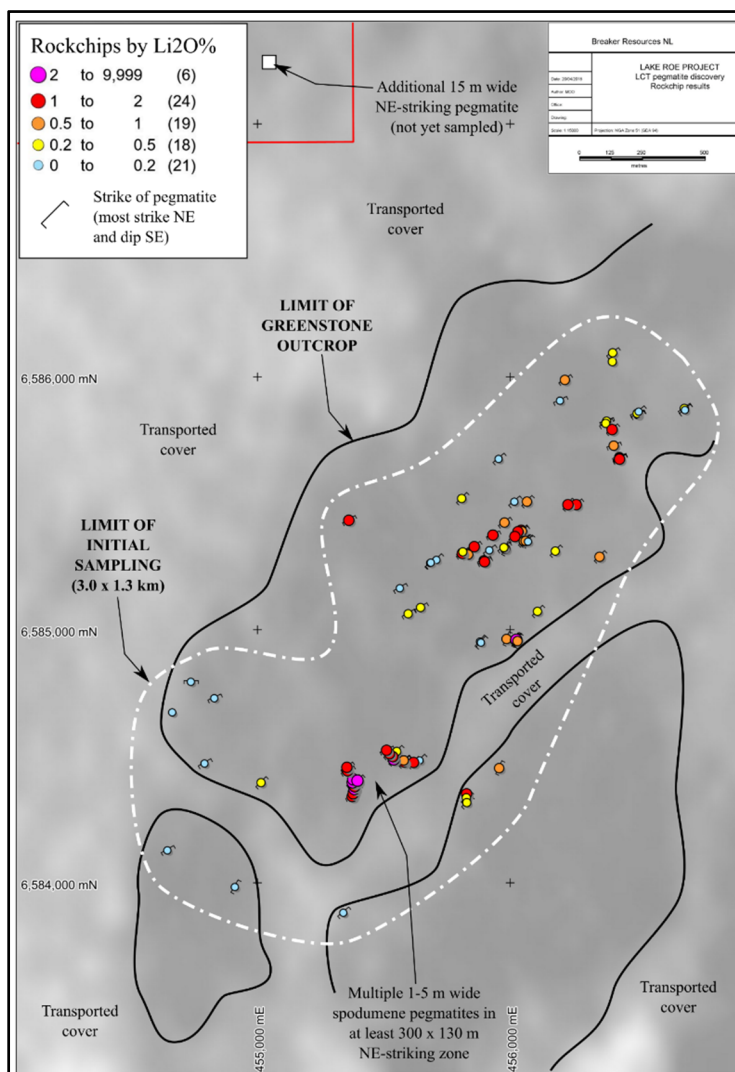 Rockchips by Li2O%
2 to 9,999 (6)
1 to 2 (24)
0.5 to 1 (19)
0.2 to 0.5 (18)
0 to 0.2 (21)
Strike of pegmatite
(most strike NE
and dip SE)
Additional 15 m wide
NE-striking pegmatite
(not yet sampled)
Breaker Resources NL
LAKE ROE PROJECT
LCT pegmatite discovery
Rockchip results
Author:
Office:
Drawing:
0 125 250 500
metres
Transported
cover
LIMIT OF
GREENSTONE
OUTCROP
6,586,000 mN
Transported
cover
LIMIT OF
INITIAL
SAMPLING
(3.0 x 1.3 km)
6,585,000 mN
Transported
cover
6,584,000 mN
Multiple 1-5 m wide
spodumene pegmatites in
at least 300 x 130 m
NE-striking zone
Transported
cover
Transported
cover
455,000 mE
456,000 mE